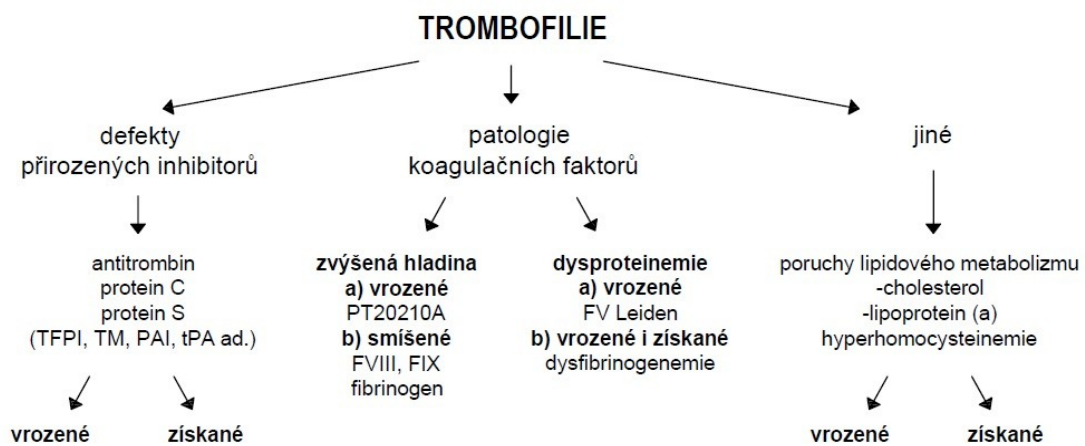 TROMBOFILIE
defekty
přirozených inhibitorů
patologie
koagulačních faktorů
jiné
antitrombin
protein C
protein S
(TFPI, TM, PAI, tPA ad.)
zvýšená hladina
a) vrozené
PT20210A
b) smíšené
FVIII, FIX
fibrinogen
dysproteinemie
a) vrozené
FV Leiden
b) vrozené i získané
dysfibrinogenemie
poruchy lipidového metabolizmu
-cholesterol
-lipoprotein (a)
hyperhomocysteinemie
vrozené
získané
vrozené
získané